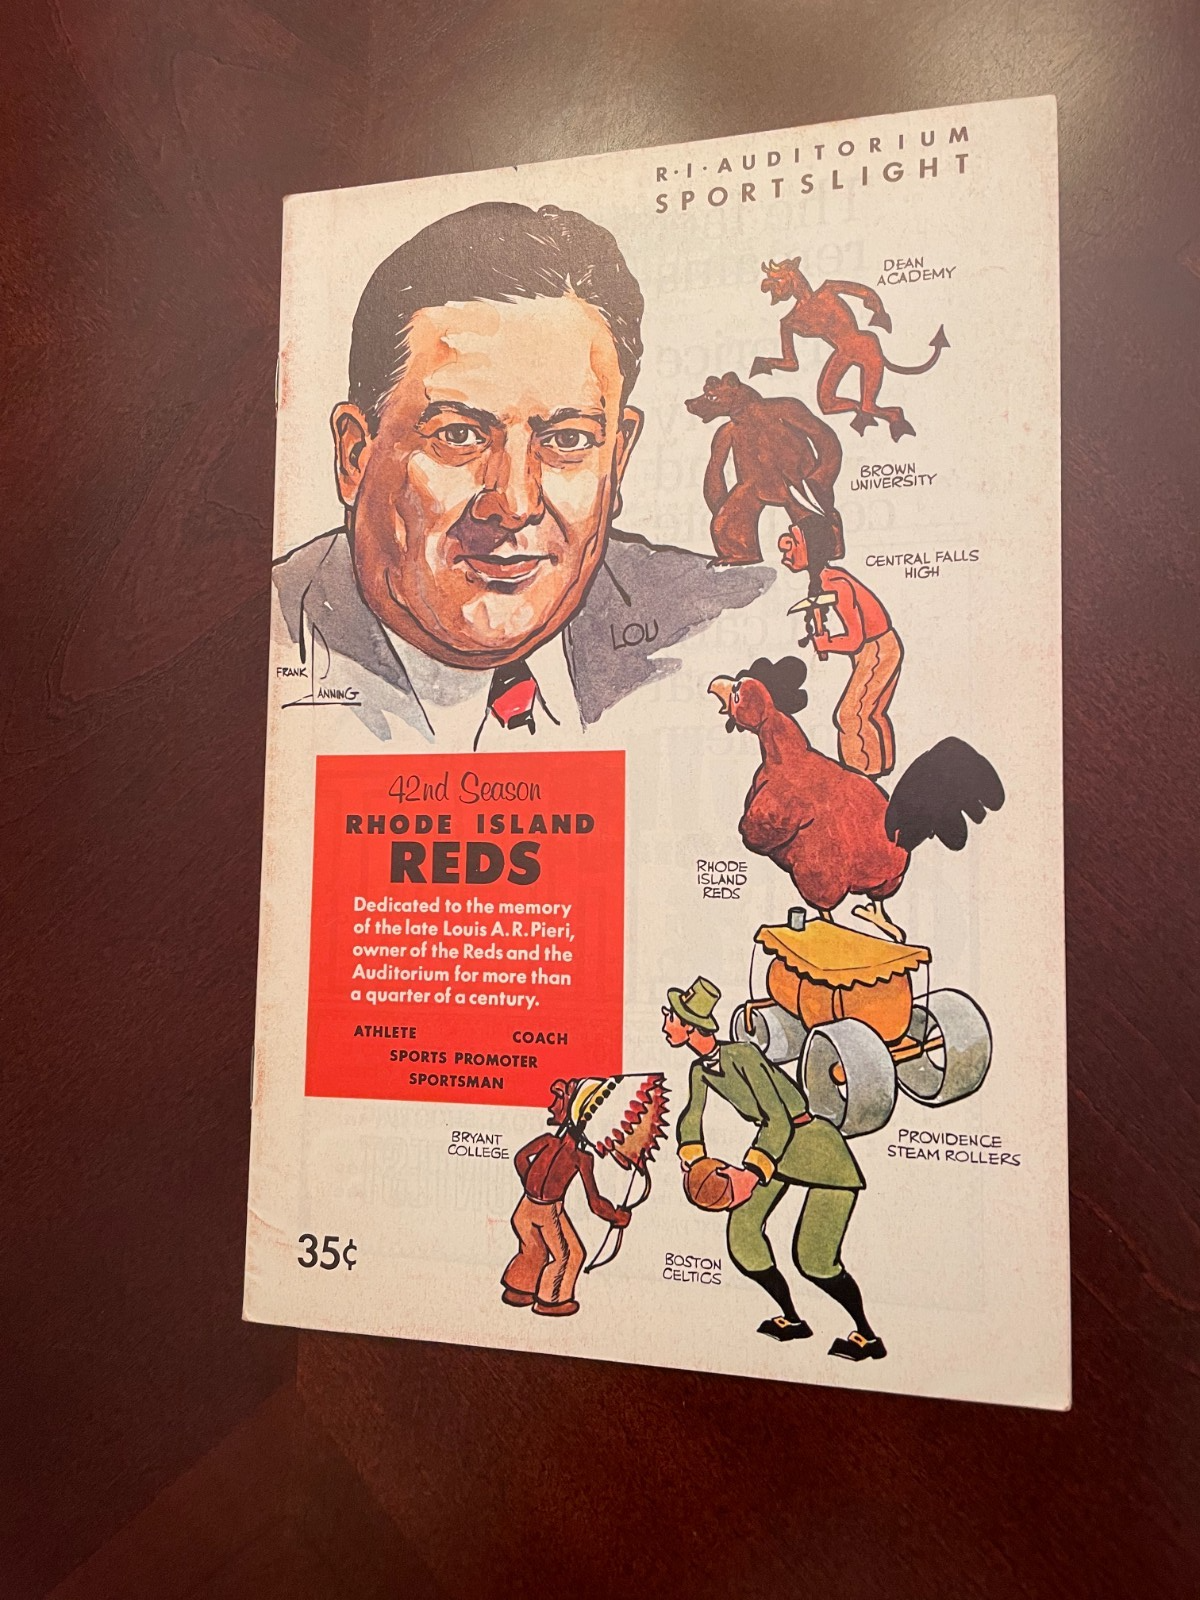 R·I·AUDITORIUM
SPORTSLIGHT
DEAN
ACADEMY
BROWN
UNIVERSITY
CENTRAL FALLS
HIGH
LOU
FRANK
LANNING
42nd Season
RHODE ISLAND
REDS
Dedicated to the memory
of the late Louis A.R.Pieri,
owner of the Reds and the
Auditorium for more than
a quarter of a century.
ATHLETE COACH
SPORTS PROMOTER
SPORTSMAN
RHODE
ISLAND
REDS
PROVIDENCE
STEAM ROLLERS
BRYANT
COLLEGE
BOSTON
CELTICS
35¢